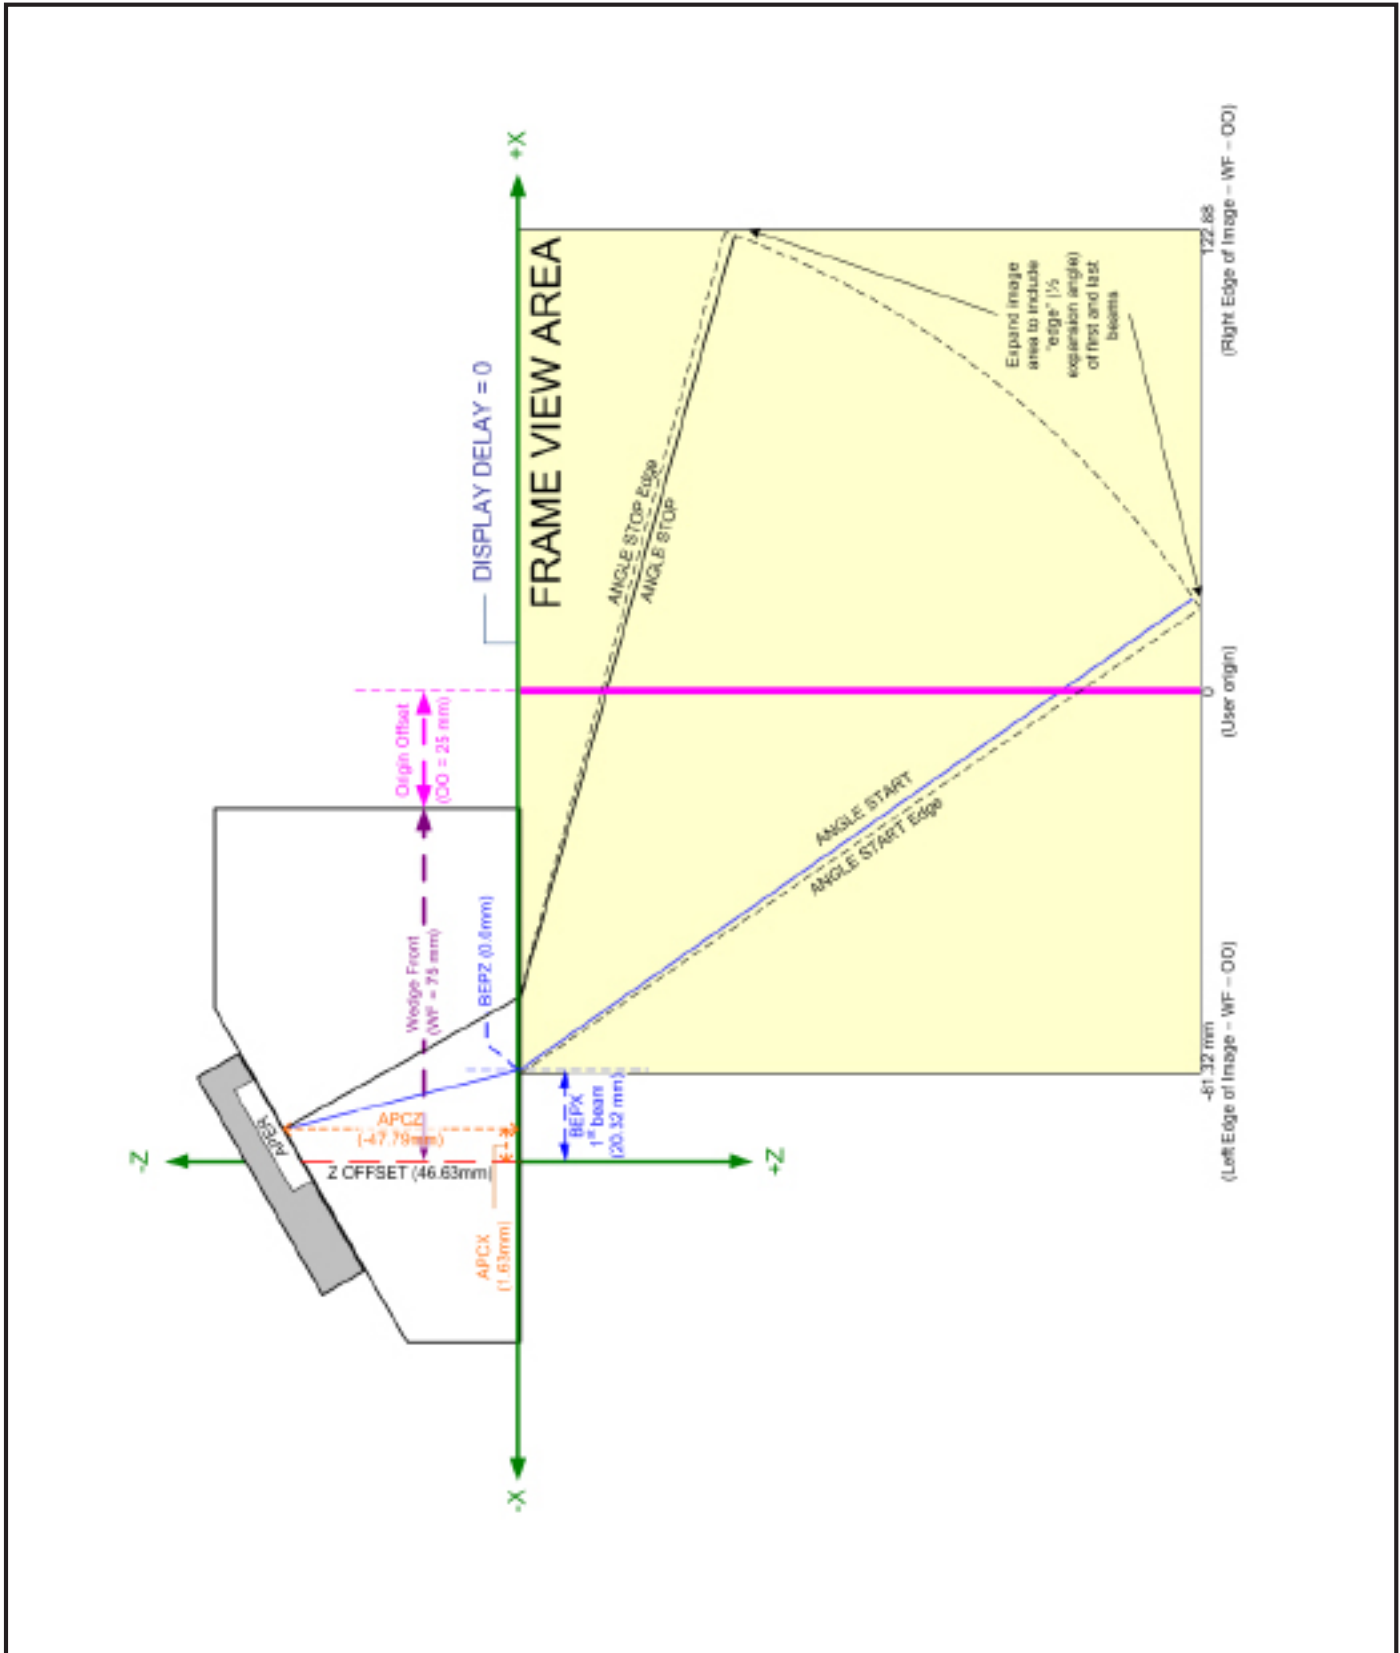 +X
DISPLAY DELAY = 0
FRAME VIEW AREA
Expand image
area to include
"edge" (½
expansion angle)
of first and last
beams
122.88
(Right Edge of Image – WF – OO)
ANGLE STOP Edge
ANGLE STOP
Origin Offset
(OO = 25 mm)
0
(User origin)
ANGLE START
ANGLE START Edge
Wedge Front
(WF = 75 mm)
BEPZ (0.0mm)
APER
APCZ
(-47.79mm)
BEPX
1st beam
(20.32 mm)
-81.32 mm
(Left Edge of Image – WF – OO)
-Z
Z OFFSET (46.63mm)
+Z
APCX
(1.63mm)
-X